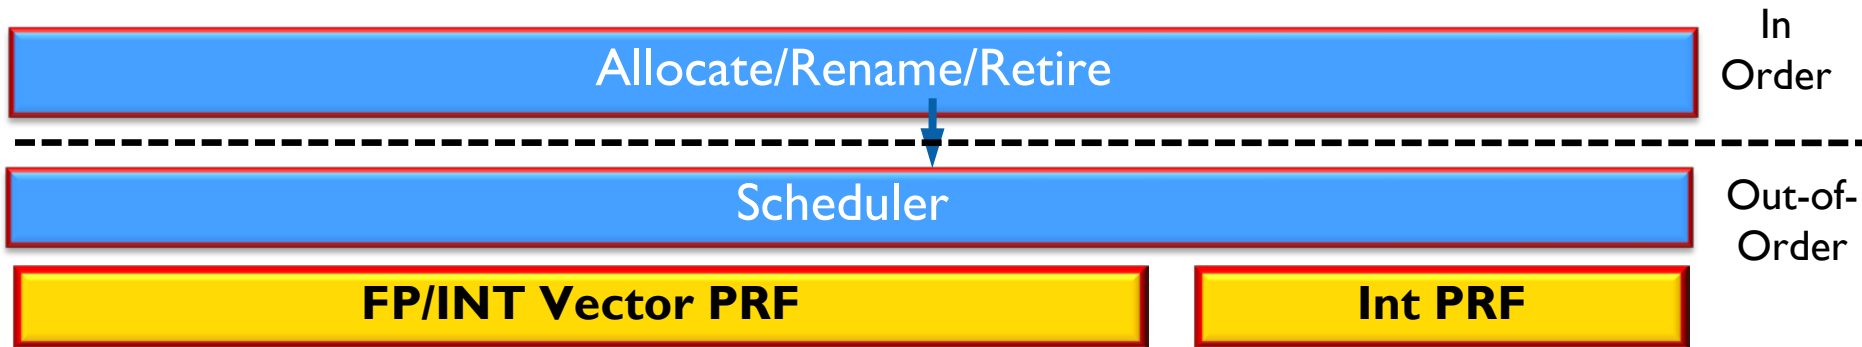 Allocate/Rename/Retire
In
Order
Scheduler
Out-of-
Order
FP/INT Vector PRF
Int PRF